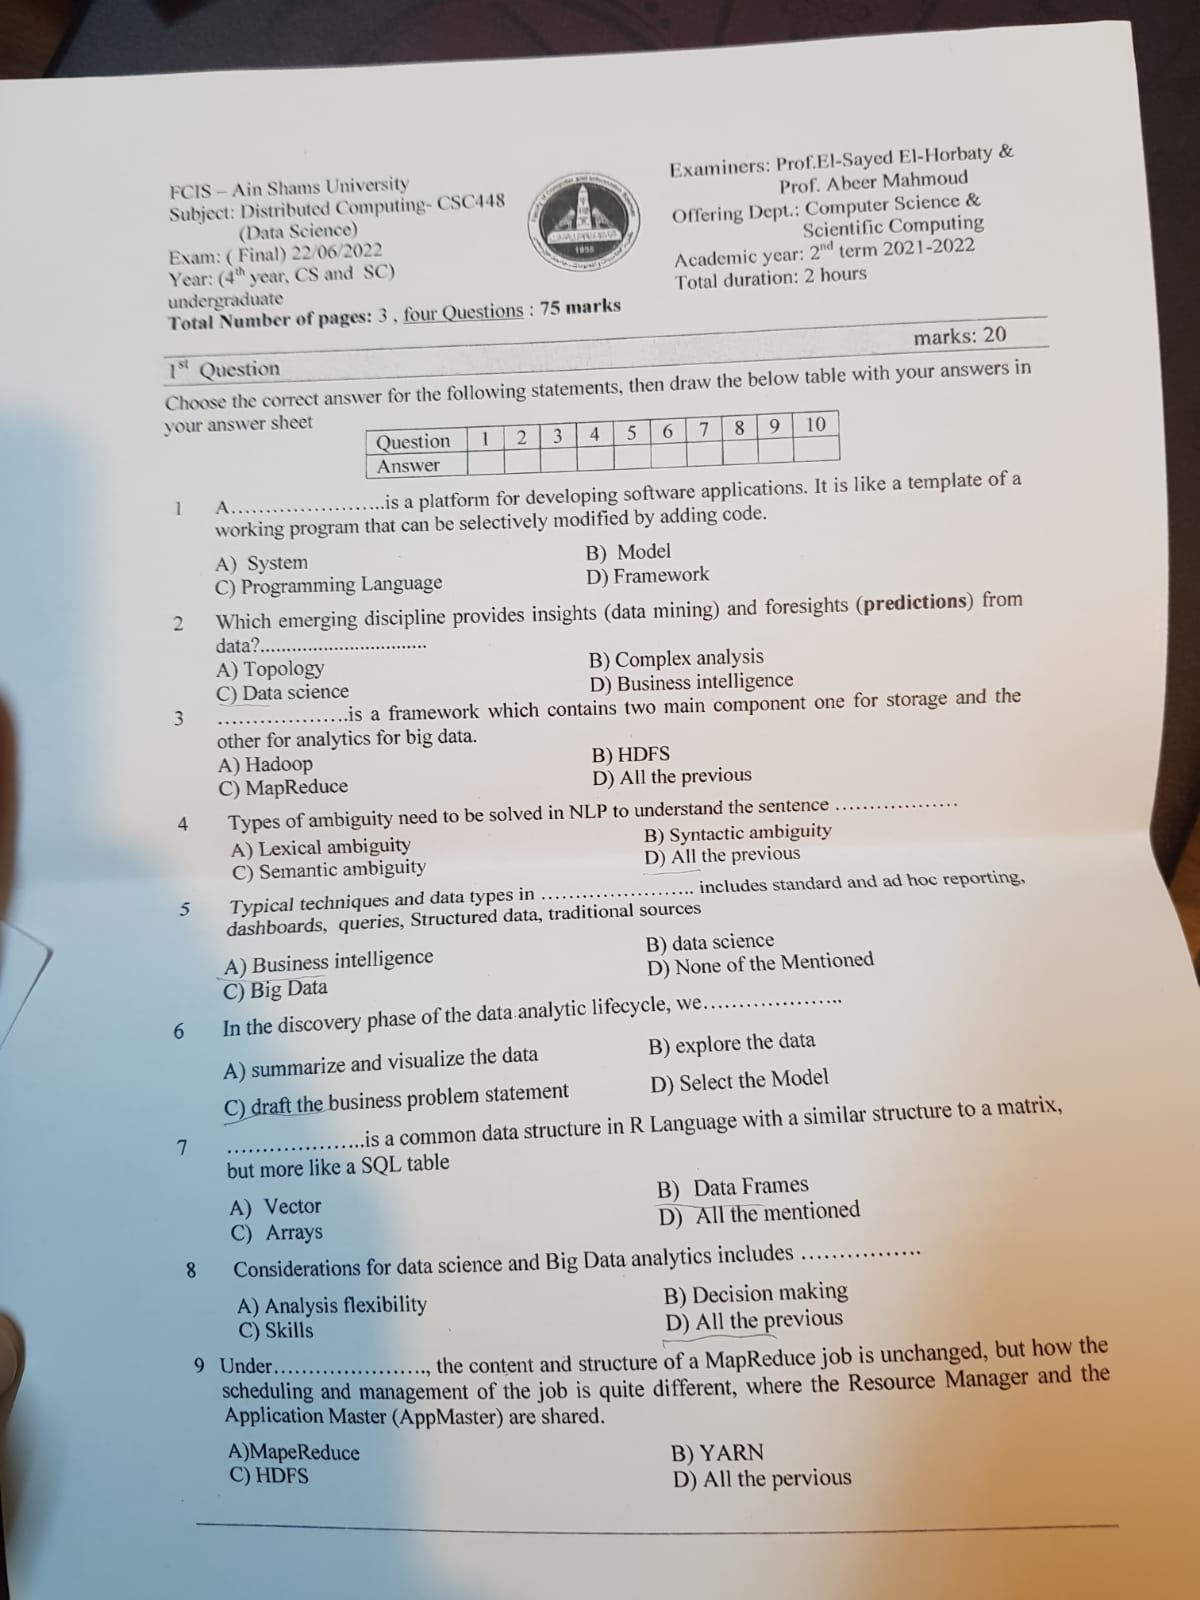 FCIS – Ain Shams University
Subject: Distributed Computing- CSC448
(Data Science)
Exam: ( Final) 22/06/2022
Year: (4th year, CS and SC)
undergraduate
Total Number of pages: 3 , four Questions : 75 marks
1956
Examiners: Prof.El-Sayed El-Horbaty &
Prof. Abeer Mahmoud
Offering Dept.: Computer Science &
Scientific Computing
Academic year: 2nd term 2021-2022
Total duration: 2 hours
1st Question marks: 20
Choose the correct answer for the following statements, then draw the below table with your answers in
your answer sheet
Question 1 2 3 4 5 6 7 8 9 10
Answer
1 A........................is a platform for developing software applications. It is like a template of a
working program that can be selectively modified by adding code.
A) System B) Model
C) Programming Language D) Framework
2 Which emerging discipline provides insights (data mining) and foresights (predictions) from
data?.................................
A) Topology B) Complex analysis
C) Data science D) Business intelligence
3 ....................is a framework which contains two main component one for storage and the
other for analytics for big data.
A) Hadoop B) HDFS
C) MapReduce D) All the previous
4 Types of ambiguity need to be solved in NLP to understand the sentence ...................
A) Lexical ambiguity B) Syntactic ambiguity
C) Semantic ambiguity D) All the previous
5 Typical techniques and data types in ....................... includes standard and ad hoc reporting,
dashboards, queries, Structured data, traditional sources
A) Business intelligence B) data science
C) Big Data D) None of the Mentioned
6 In the discovery phase of the data analytic lifecycle, we.....................
A) summarize and visualize the data B) explore the data
C) draft the business problem statement D) Select the Model
7 .....................is a common data structure in R Language with a similar structure to a matrix,
but more like a SQL table
A) Vector B) Data Frames
C) Arrays D) All the mentioned
8 Considerations for data science and Big Data analytics includes ................
A) Analysis flexibility B) Decision making
C) Skills D) All the previous
9 Under......................., the content and structure of a MapReduce job is unchanged, but how the
scheduling and management of the job is quite different, where the Resource Manager and the
Application Master (AppMaster) are shared.
A)MapeReduce B) YARN
C) HDFS D) All the pervious